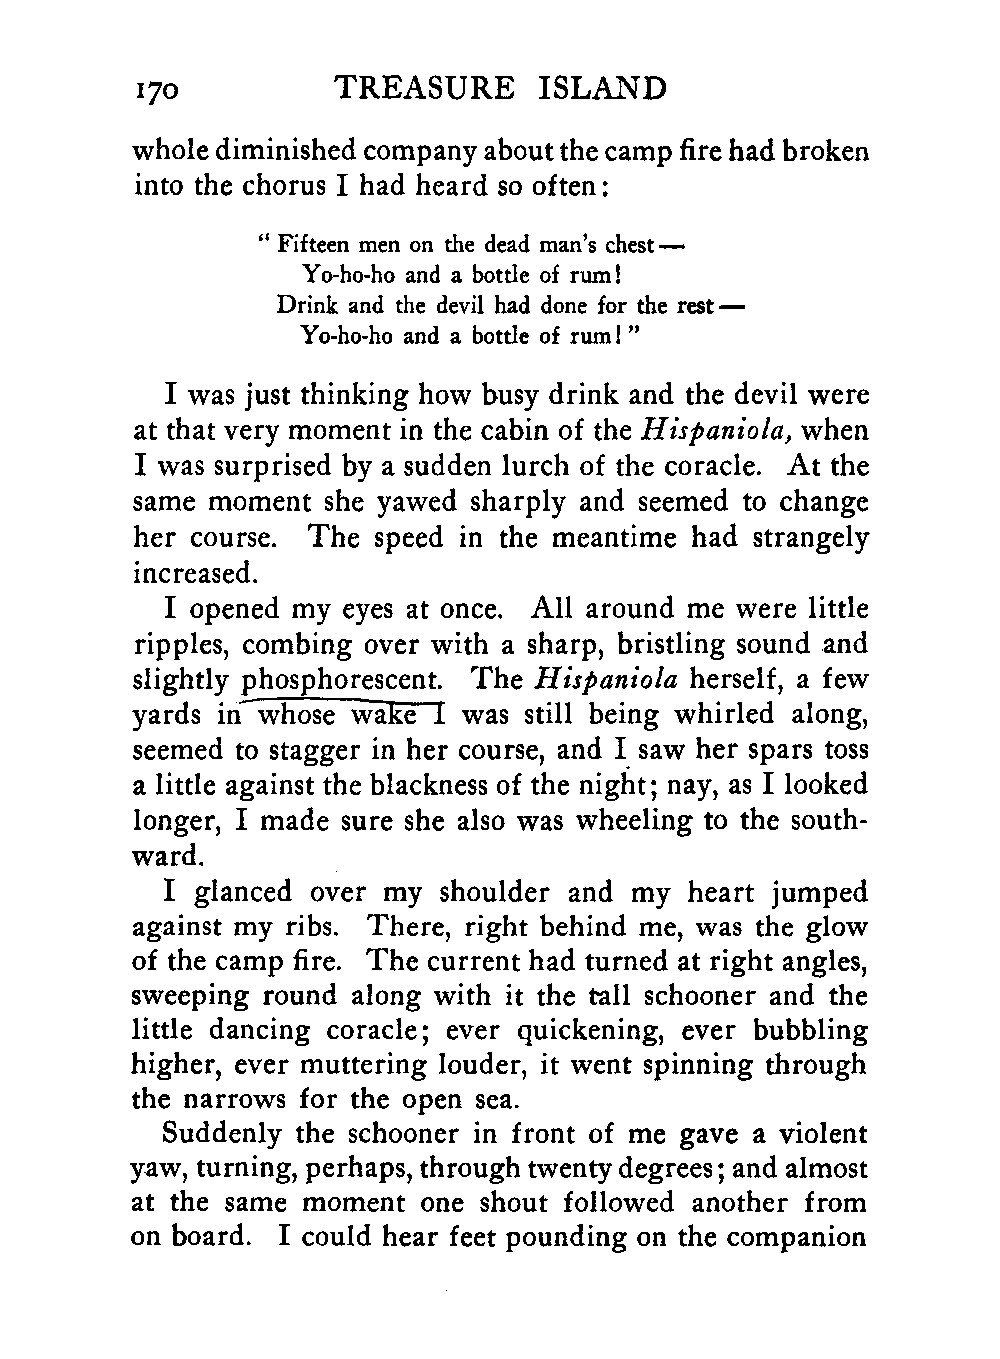 170 TREASURE ISLAND
whole diminished company about the camp fire had broken
into the chorus I had heard so often:
“ Fifteen men on the dead man's chest—
Yo-ho-ho and a bottle of rum!
Drink and the devil had done for the rest—
Yo-ho-ho and a bottle of rum!”
I was just thinking how busy drink and the devil were
at that very moment in the cabin of the Hispaniola, when
I was surprised by a sudden lurch of the coracle. At the
same moment she yawed sharply and seemed to change
her course. The speed in the meantime had strangely
increased.
I opened my eyes at once. All around me were little
ripples, combing over with a sharp, bristling sound and
slightly phosphorescent. The Hispaniola herself, a few
yards in whose wake I was still being whirled along,
seemed to stagger in her course, and I saw her spars toss
a little against the blackness of the night; nay, as I looked
longer, I made sure she also was wheeling to the south-
ward.
I glanced over my shoulder and my heart jumped
against my ribs. There, right behind me, was the glow
of the camp fire. The current had turned at right angles,
sweeping round along with it the tall schooner and the
little dancing coracle; ever quickening, ever bubbling
higher, ever muttering louder, it went spinning through
the narrows for the open sea.
Suddenly the schooner in front of me gave a violent
yaw, turning, perhaps, through twenty degrees; and almost
at the same moment one shout followed another from
on board. I could hear feet pounding on the companion